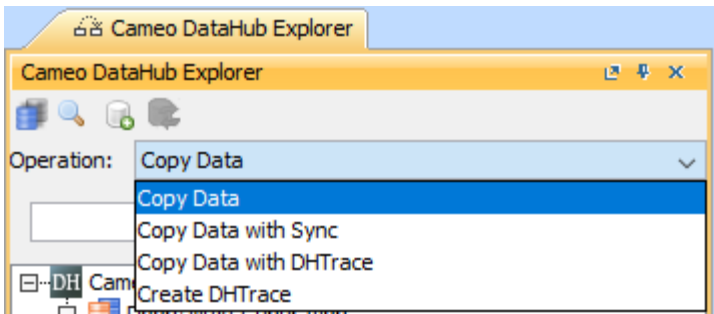 Cameo DataHub Explorer
Cameo DataHub Explorer
Operation: Copy Data
Copy Data
Copy Data with Sync
Copy Data with DHTrace
DH Cam
Create DHTrace